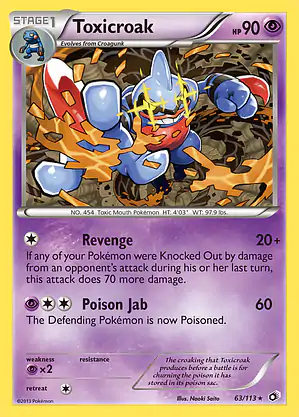 STAGE1
Toxicroak
HP 90
Evolves from Croagunk
NO. 454 Toxic Mouth Pokémon HT. 4'03" WT. 97.9 lbs.
Revenge 20+
If any of your Pokémon were Knocked Out by damage
from an opponent's attack during his or her last turn,
this attack does 70 more damage.
Poison Jab 60
The Defending Pokémon is now Poisoned.
weakness
×2
resistance
retreat
The croaking that Toxicroak
produces before a battle is for
churning the poison it has
stored in its poison sac.
©2013 Pokémon
Illus. Naoki Saito
63/113 ★